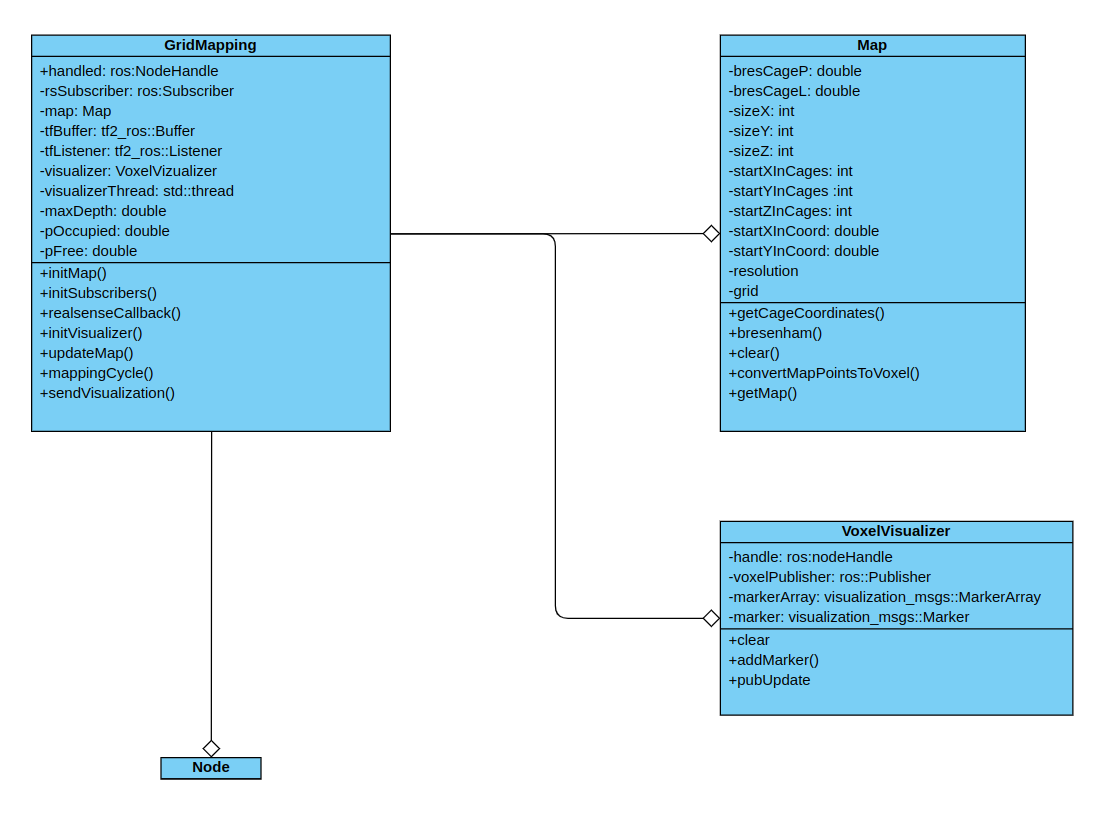 GridMapping
+handled: ros:NodeHandle
-rsSubscriber: ros:Subscriber
-map: Map
-tfBuffer: tf2_ros::Buffer
-tfListener: tf2_ros::Listener
-visualizer: VoxelVizualizer
-visualizerThread: std::thread
-maxDepth: double
-pOccupied: double
-pFree: double
+initMap()
+initSubscribers()
+realsenseCallback()
+initVisualizer()
+updateMap()
+mappingCycle()
+sendVisualization()
Map
-bresCageP: double
-bresCageL: double
-sizeX: int
-sizeY: int
-sizeZ: int
-startXInCages: int
-startYInCages :int
-startZInCages: int
-startXInCoord: double
-startYInCoord: double
-resolution
-grid
+getCageCoordinates()
+bresenham()
+clear()
+convertMapPointsToVoxel()
+getMap()
VoxelVisualizer
-handle: ros:nodeHandle
-voxelPublisher: ros::Publisher
-markerArray: visualization_msgs::MarkerArray
-marker: visualization_msgs::Marker
+clear
+addMarker()
+pubUpdate
Node